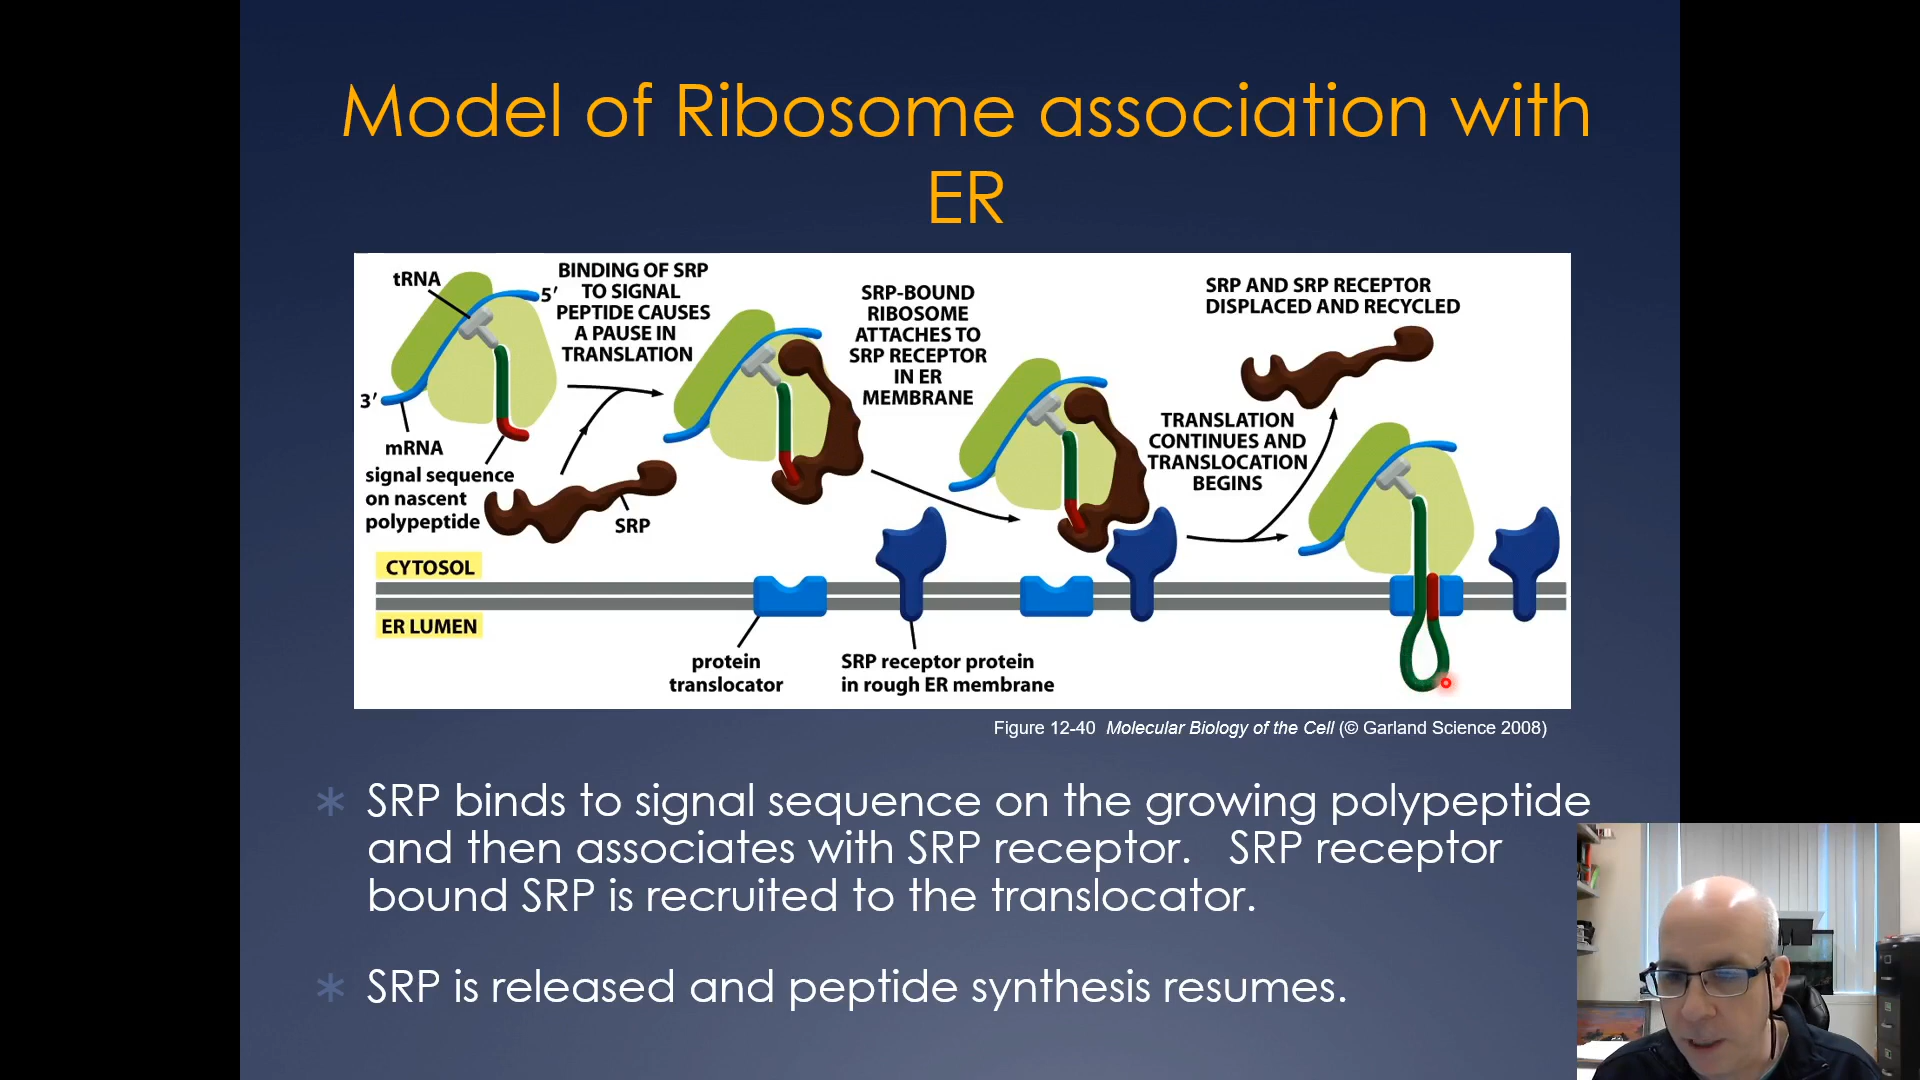 Model of Ribosome association with
ER
tRNA
5′
BINDING OF SRP
TO SIGNAL
PEPTIDE CAUSES
A PAUSE IN
TRANSLATION
SRP-BOUND
RIBOSOME
ATTACHES TO
SRP RECEPTOR
IN ER
MEMBRANE
SRP AND SRP RECEPTOR
DISPLACED AND RECYCLED
TRANSLATION
CONTINUES AND
TRANSLOCATION
BEGINS
3′
mRNA
signal sequence
on nascent
polypeptide
SRP
CYTOSOL
ER LUMEN
protein
translocator
SRP receptor protein
in rough ER membrane
Figure 12-40 Molecular Biology of the Cell (© Garland Science 2008)
* SRP binds to signal sequence on the growing polypeptide
and then associates with SRP receptor. SRP receptor
bound SRP is recruited to the translocator.
* SRP is released and peptide synthesis resumes.